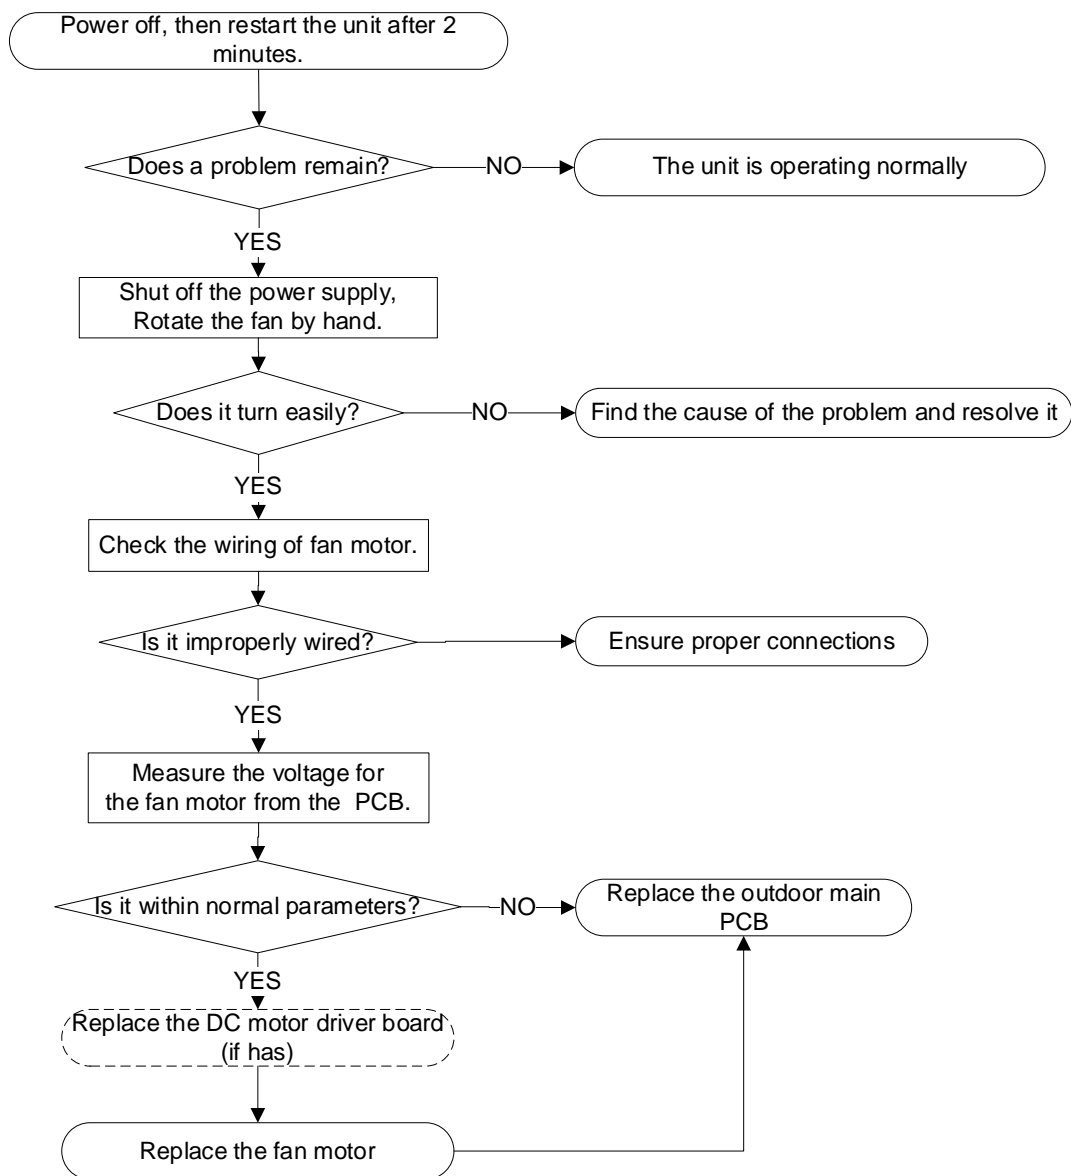 Power off, then restart the unit after 2
minutes.
Does a problem remain?
NO
The unit is operating normally
YES
Shut off the power supply,
Rotate the fan by hand.
Does it turn easily?
NO
Find the cause of the problem and resolve it
YES
Check the wiring of fan motor.
Is it improperly wired?
Ensure proper connections
YES
Measure the voltage for
the fan motor from the PCB.
Is it within normal parameters?
NO
Replace the outdoor main
PCB
YES
Replace the DC motor driver board
(if has)
Replace the fan motor